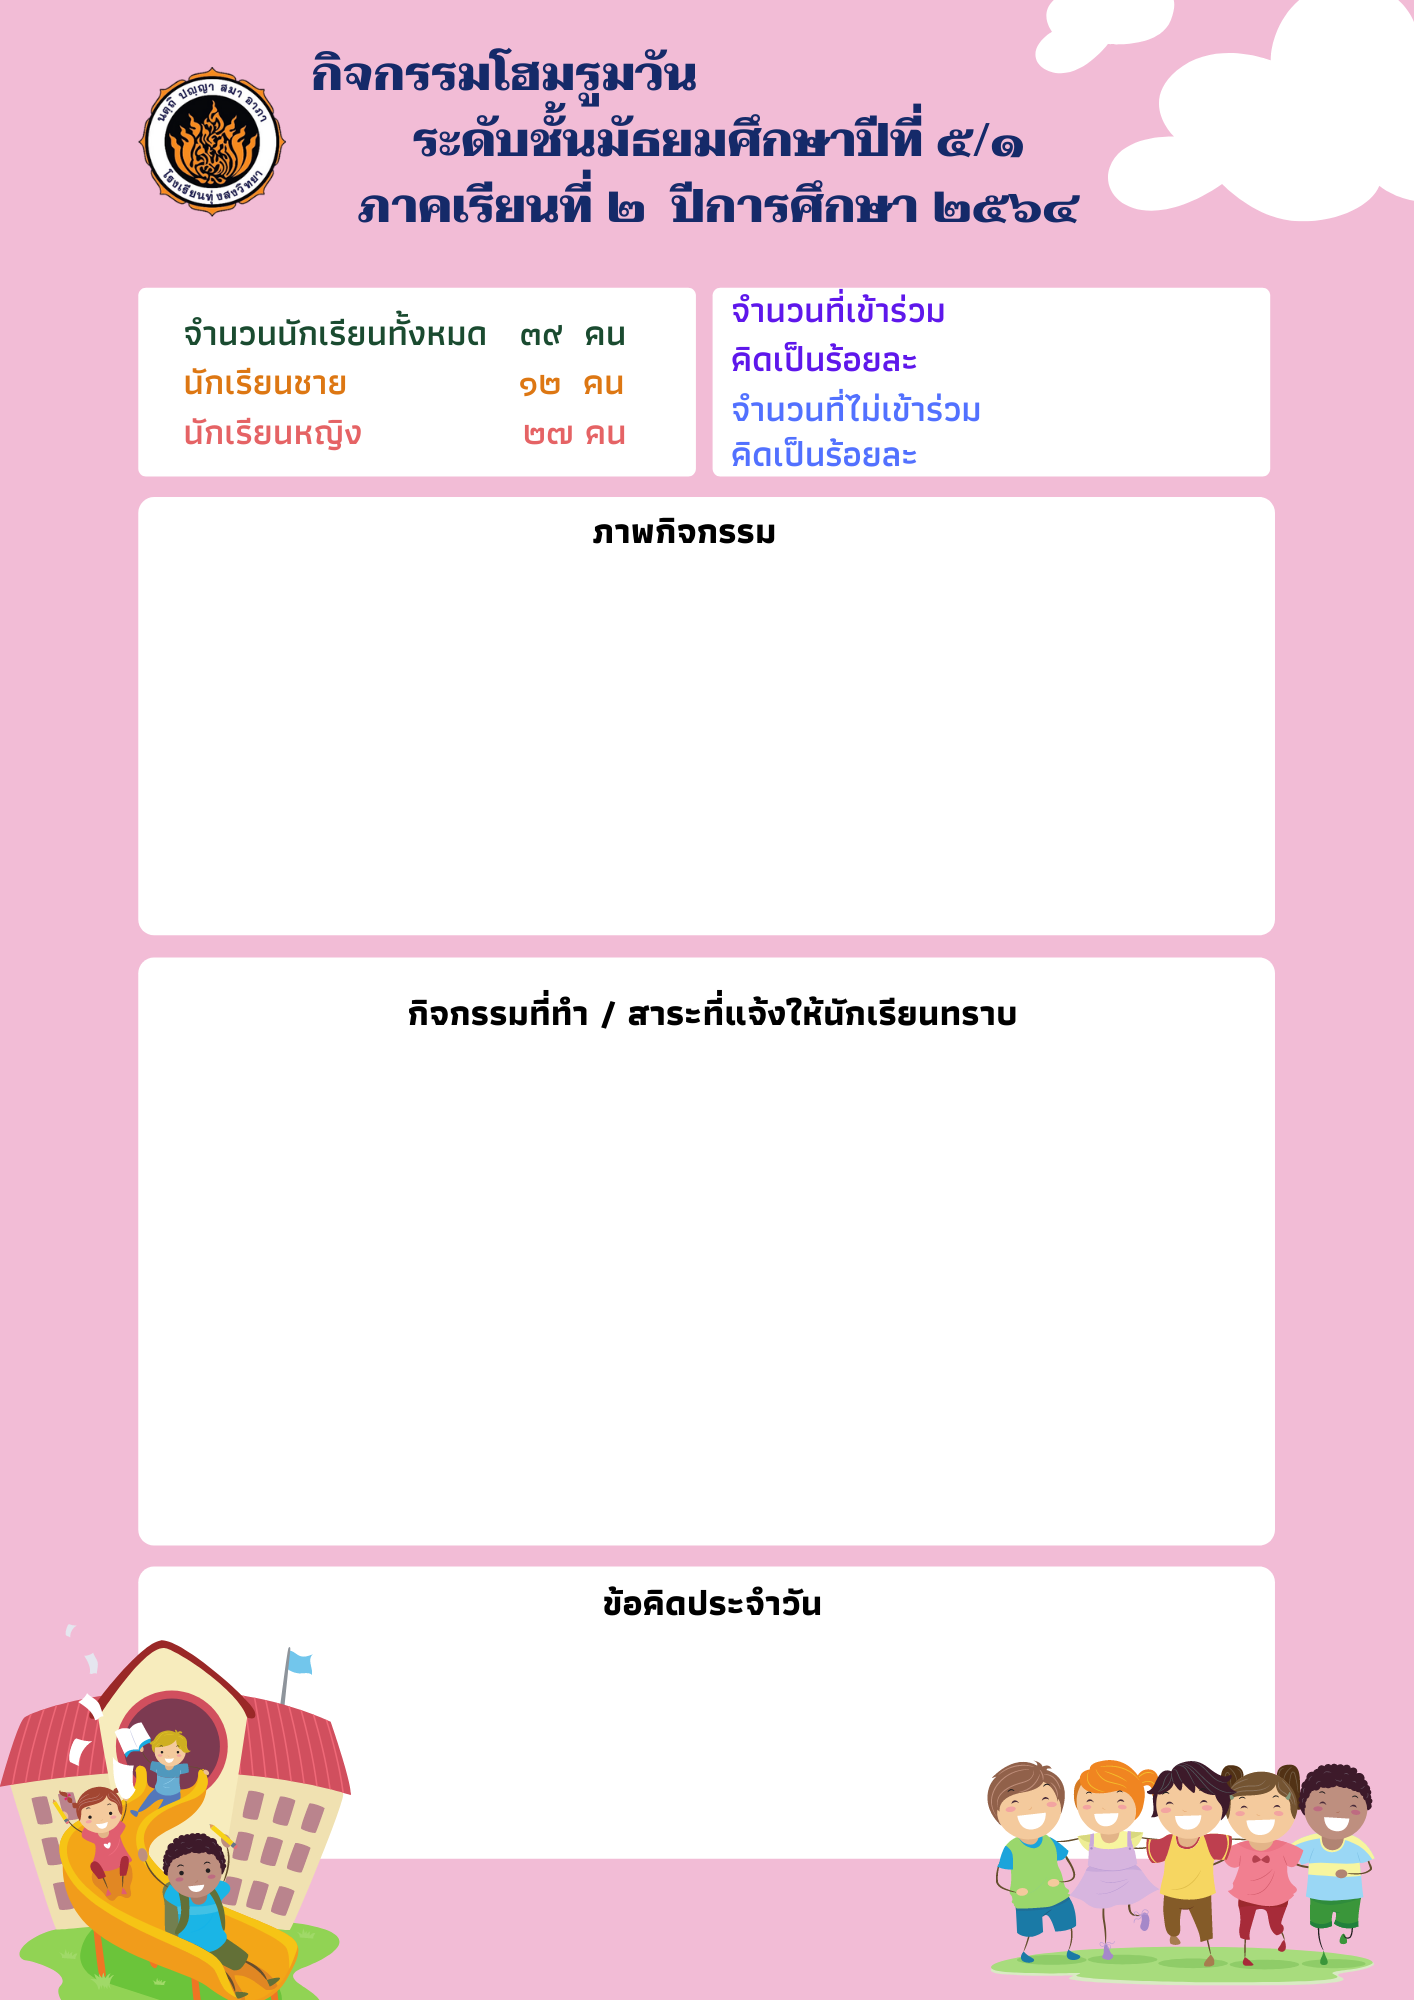 นตฺถิ ปญฺญา สมา อาภา
โรงเรียนทุ่งสงวิทยา
กิจกรรมโฮมรูมวัน
ระดับชั้นมัธยมศึกษาปีที่ ๕/๑
ภาคเรียนที่ ๒ ปีการศึกษา ๒๕๖๔
จำนวนนักเรียนทั้งหมด ๓๙ คน
นักเรียนชาย ๑๒ คน
นักเรียนหญิง ๒๗ คน
จำนวนที่เข้าร่วม
คิดเป็นร้อยละ
จำนวนที่ไม่เข้าร่วม
คิดเป็นร้อยละ
ภาพกิจกรรม
กิจกรรมที่ทำ / สาระที่แจ้งให้นักเรียนทราบ
ข้อคิดประจำวัน